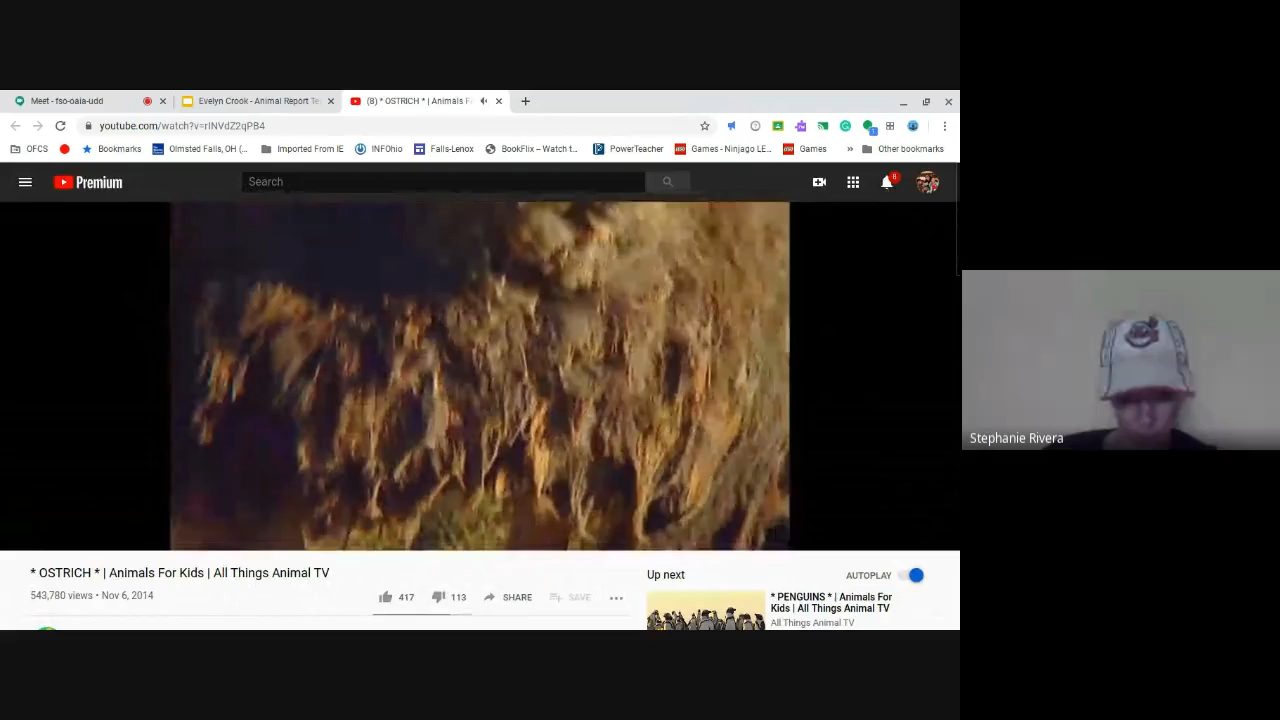 Meet - fso-oaia-udd
Evelyn Crook - Animal Report Te
(8) * OSTRICH * | Animals F
youtube.com/watch?v=rINVdZ2qPB4
OFCS
Bookmarks
Olmsted Falls, OH (...
Imported From IE
INFOhio
Falls-Lenox
BookFlix – Watch t...
PowerTeacher
Games - Ninjago LE...
Games
»
Other bookmarks
Premium
Search
8
Stephanie Rivera
* OSTRICH * | Animals For Kids | All Things Animal TV
543,780 views • Nov 6, 2014
417
113
SHARE
SAVE
Up next
AUTOPLAY
* PENGUINS * | Animals For
Kids | All Things Animal TV
All Things Animal TV